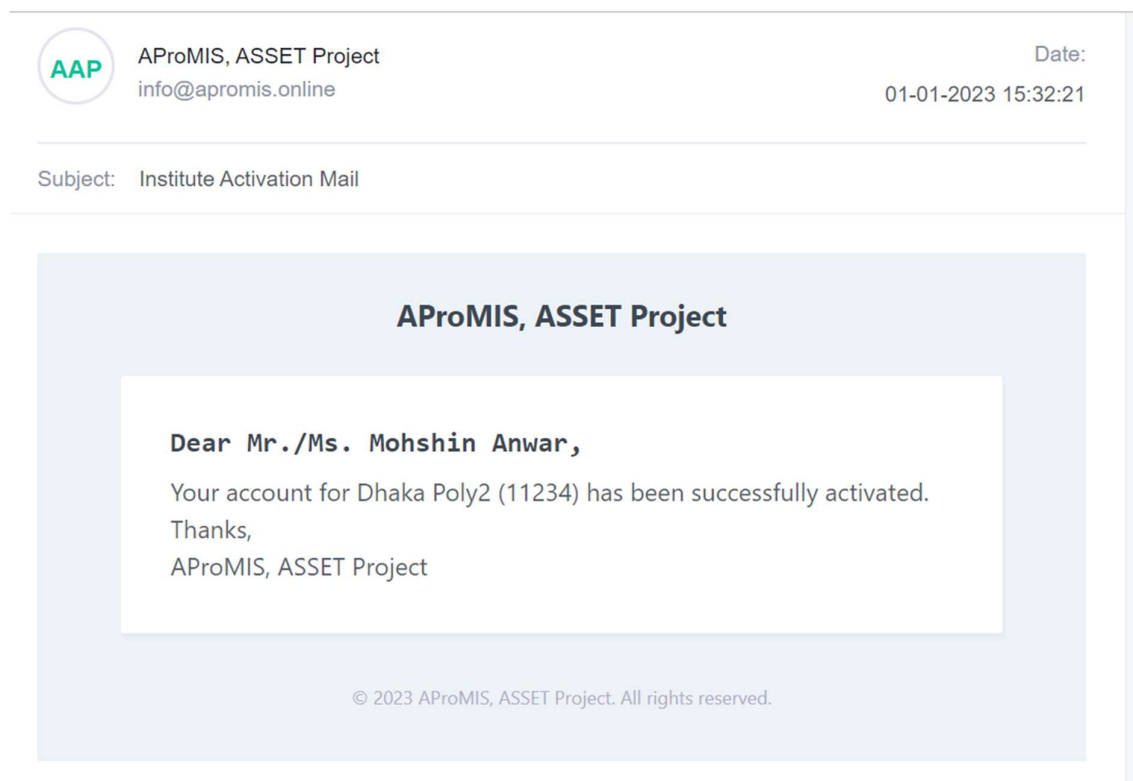 AAP
AProMIS, ASSET Project
info@apromis.online
Date:
01-01-2023 15:32:21
Subject: Institute Activation Mail
AProMIS, ASSET Project
Dear Mr./Ms. Mohshin Anwar,
Your account for Dhaka Poly2 (11234) has been successfully activated.
Thanks,
AProMIS, ASSET Project
© 2023 AProMIS, ASSET Project. All rights reserved.